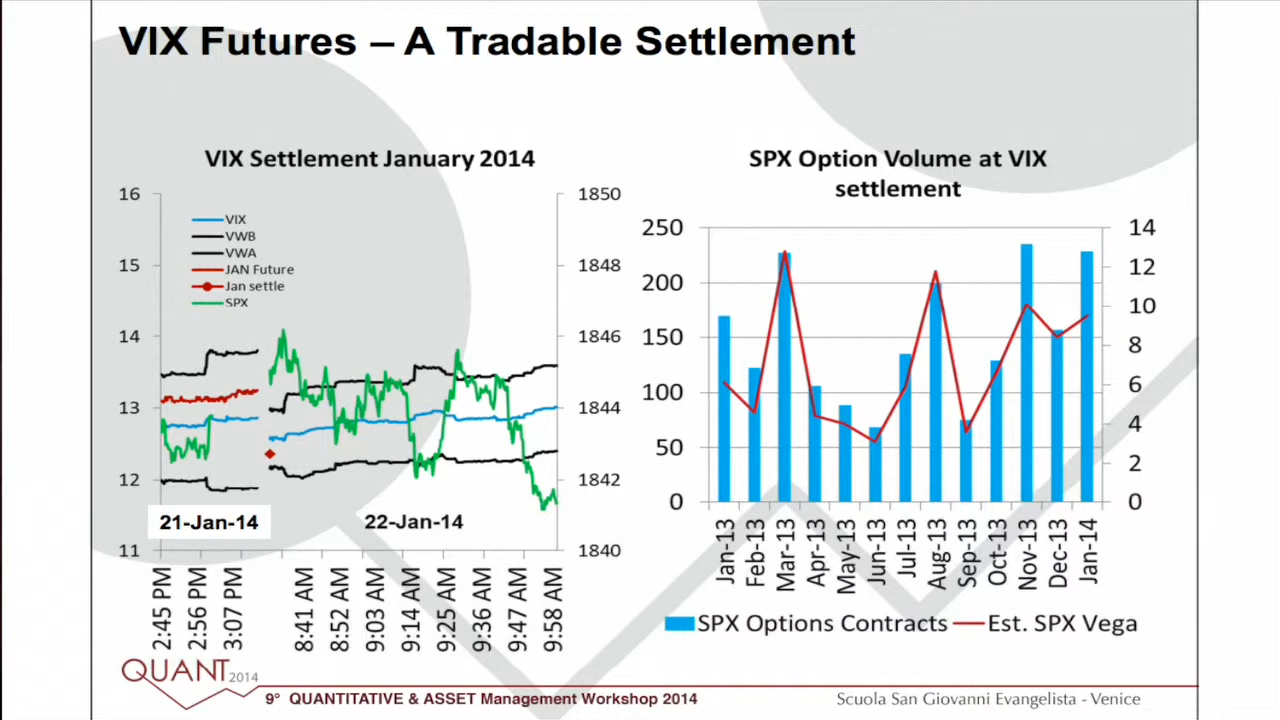 VIX Futures – A Tradable Settlement
VIX Settlement January 2014
16
15
14
13
12
11
1850
1848
1846
1844
1842
1840
VIX
VWB
VWA
JAN Future
Jan settle
SPX
21-Jan-14
22-Jan-14
2:45 PM
2:56 PM
3:07 PM
8:41 AM
8:52 AM
9:03 AM
9:14 AM
9:25 AM
9:36 AM
9:47 AM
9:58 AM
SPX Option Volume at VIX
settlement
250
200
150
100
50
0
14
12
10
8
6
4
2
0
Jan-13
Feb-13
Mar-13
Apr-13
May-13
Jun-13
Jul-13
Aug-13
Sep-13
Oct-13
Nov-13
Dec-13
Jan-14
SPX Options Contracts
Est. SPX Vega
QUANT 2014
9° QUANTITATIVE & ASSET Management Workshop 2014
Scuola San Giovanni Evangelista - Venice